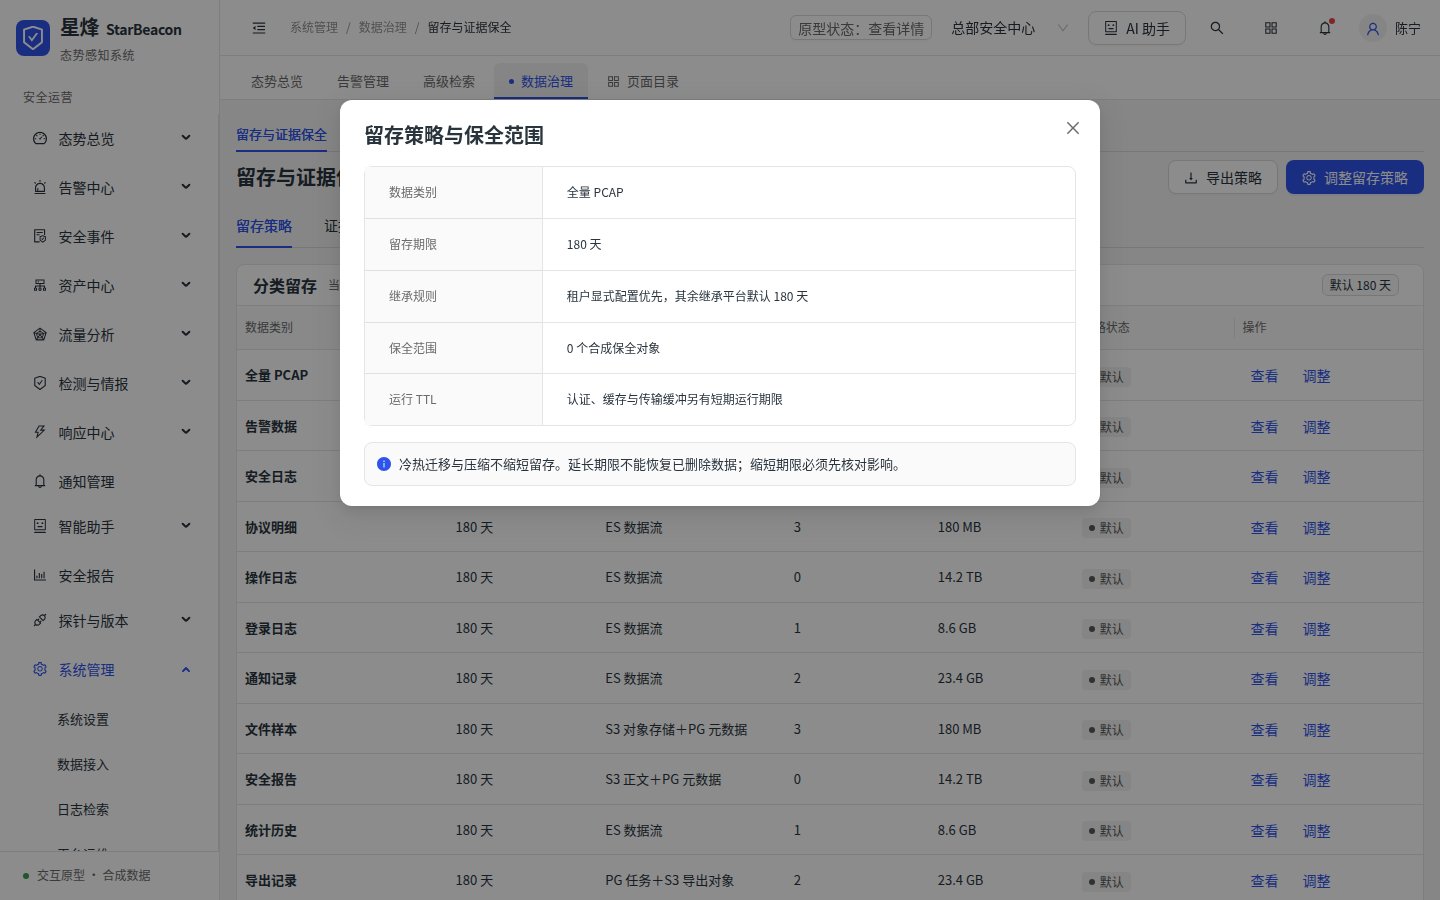 星烽 StarBeacon
态势感知系统
安全运营
态势总览
告警中心
安全事件
资产中心
流量分析
检测与情报
响应中心
通知管理
智能助手
安全报告
探针与版本
系统管理
系统设置
数据接入
日志检索
交互原型 · 合成数据
系统管理 / 数据治理 / 留存与证据保全
原型状态：查看详情
总部安全中心
AI 助手
陈宁
态势总览 告警管理 高级检索 数据治理 页面目录
留存与证据保全
留存与证据
导出策略 调整留存策略
留存策略
分类留存
默认 180 天
数据类别 状态 操作
全量 PCAP 默认 查看 调整
告警数据 默认 查看 调整
安全日志 默认 查看 调整
协议明细 180 天 ES 数据流 3 180 MB 默认 查看 调整
操作日志 180 天 ES 数据流 0 14.2 TB 默认 查看 调整
登录日志 180 天 ES 数据流 1 8.6 GB 默认 查看 调整
通知记录 180 天 ES 数据流 2 23.4 GB 默认 查看 调整
文件样本 180 天 S3 对象存储＋PG 元数据 3 180 MB 默认 查看 调整
安全报告 180 天 S3 正文＋PG 元数据 0 14.2 TB 默认 查看 调整
统计历史 180 天 ES 数据流 1 8.6 GB 默认 查看 调整
导出记录 180 天 PG 任务＋S3 导出对象 2 23.4 GB 默认 查看 调整
留存策略与保全范围
数据类别 全量 PCAP
留存期限 180 天
继承规则 租户显式配置优先，其余继承平台默认 180 天
保全范围 0 个合成保全对象
运行 TTL 认证、缓存与传输缓冲另有短期运行期限
冷热迁移与压缩不缩短留存。延长期限不能恢复已删除数据；缩短期限必须先核对影响。